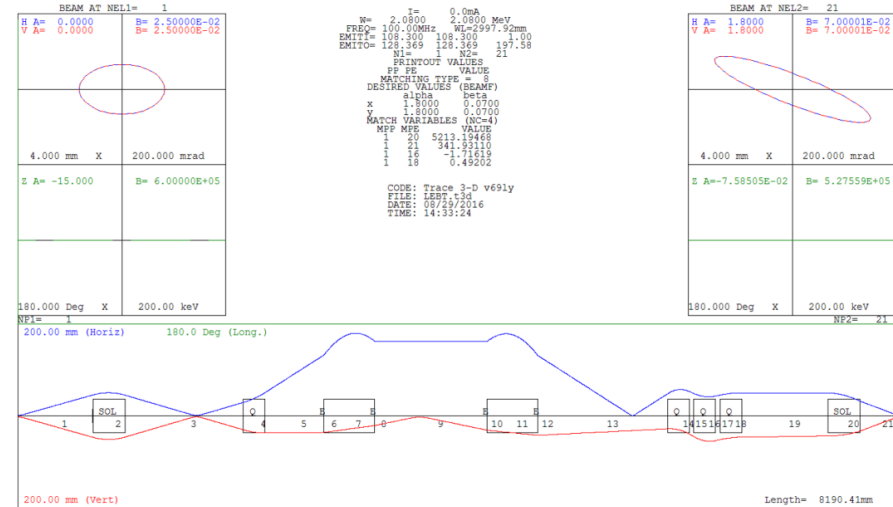 BEAM AT NEL1=    1
H A=  0.0000    B= 2.50000E-02
V A=  0.0000    B= 2.50000E-02
4.000 mm   X   200.000 mrad
Z A= -15.000    B= 6.00000E+05
180.000 Deg   X   200.00 keV
NP1=    1
I=    0.0mA
W=   2.0800    2.0800 MeV
FREQ= 100.00MHz   WL=2997.92mm
EMITI= 108.300  108.300    1.00
EMITO= 128.369  128.369  197.58
N1=    1  N2=   21
PRINTOUT VALUES
PP PE    VALUE
MATCHING TYPE =  8
DESIRED VALUES (BEAMF)
alpha    beta
x    1.8000    0.0700
y    1.8000    0.0700
MATCH VARIABLES (NC=4)
MPP MPE    VALUE
1   20   5213.19468
1   21   341.93110
1   16   -1.71619
1   18   0.49202
CODE: Trace 3-D v69ly
FILE: LEBT.t3d
DATE: 08/29/2016
TIME: 14:33:24
BEAM AT NEL2=   21
H A=  1.8000    B= 7.00001E-02
V A=  1.8000    B= 7.00001E-02
4.000 mm   X   200.000 mrad
Z A=-7.58505E-02   B= 5.27559E+05
180.000 Deg   X   200.00 keV
NP2=   21
200.00 mm (Horiz)   180.0 Deg (Long.)
SOL Q E E E E Q Q Q SOL
1 2 3 4 5 6 7 8 9 10 11 12 13 14 15 16 17 18 19 20 21
200.00 mm (Vert)   Length=  8190.41mm